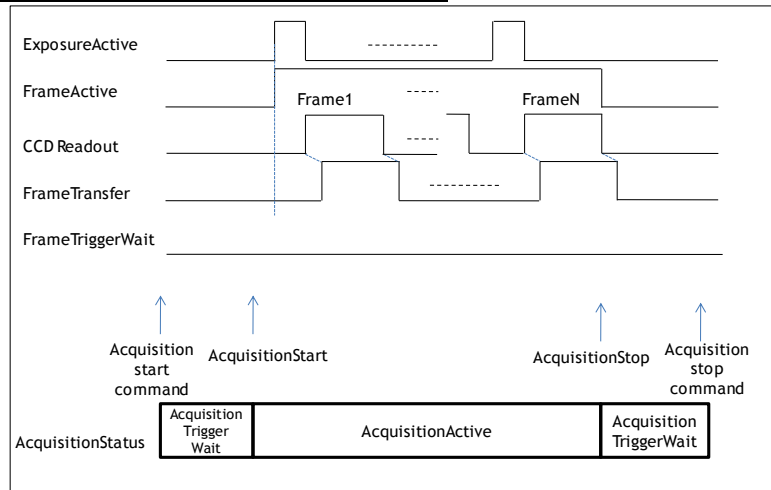 ExposureActive
FrameActive
Frame1
FrameN
CCD Readout
FrameTransfer
FrameTriggerWait
Acquisition
start
command
AcquisitionStart
AcquisitionStop
Acquisition
stop
command
AcquisitionStatus
Acquisition
Trigger
Wait
AcquisitionActive
Acquisition
TriggerWait